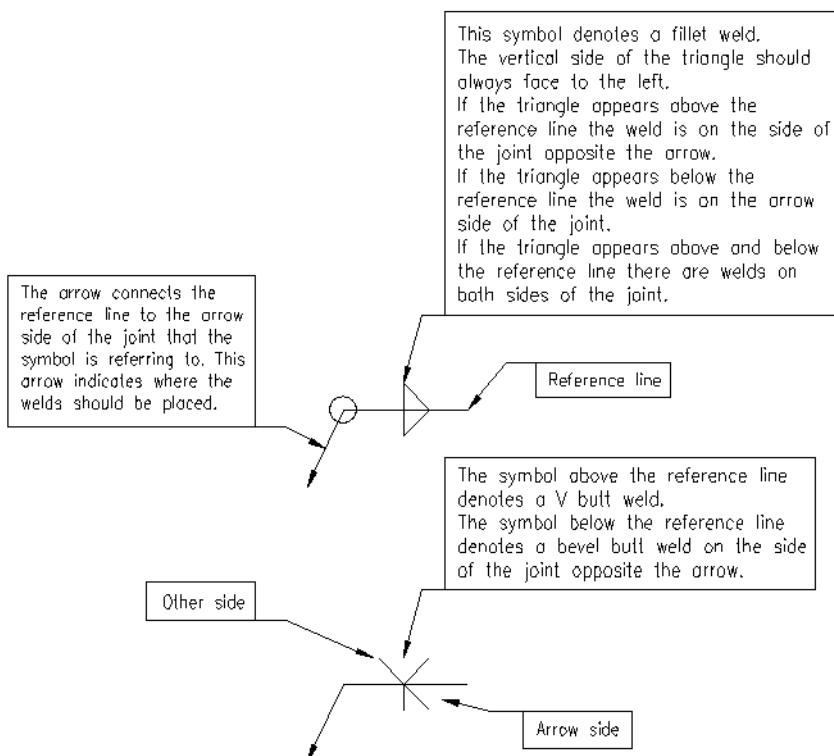 This symbol denotes a fillet weld.
The vertical side of the triangle should
always face to the left.
If the triangle appears above the
reference line the weld is on the side of
the joint opposite the arrow.
If the triangle appears below the
reference line the weld is on the arrow
side of the joint.
If the triangle appears above and below
the reference line there are welds on
both sides of the joint.
The arrow connects the
reference line to the arrow
side of the joint that the
symbol is referring to. This
arrow indicates where the
welds should be placed.
Reference line
The symbol above the reference line
denotes a V butt weld.
The symbol below the reference line
denotes a bevel butt weld on the side
of the joint opposite the arrow.
Other side
Arrow side